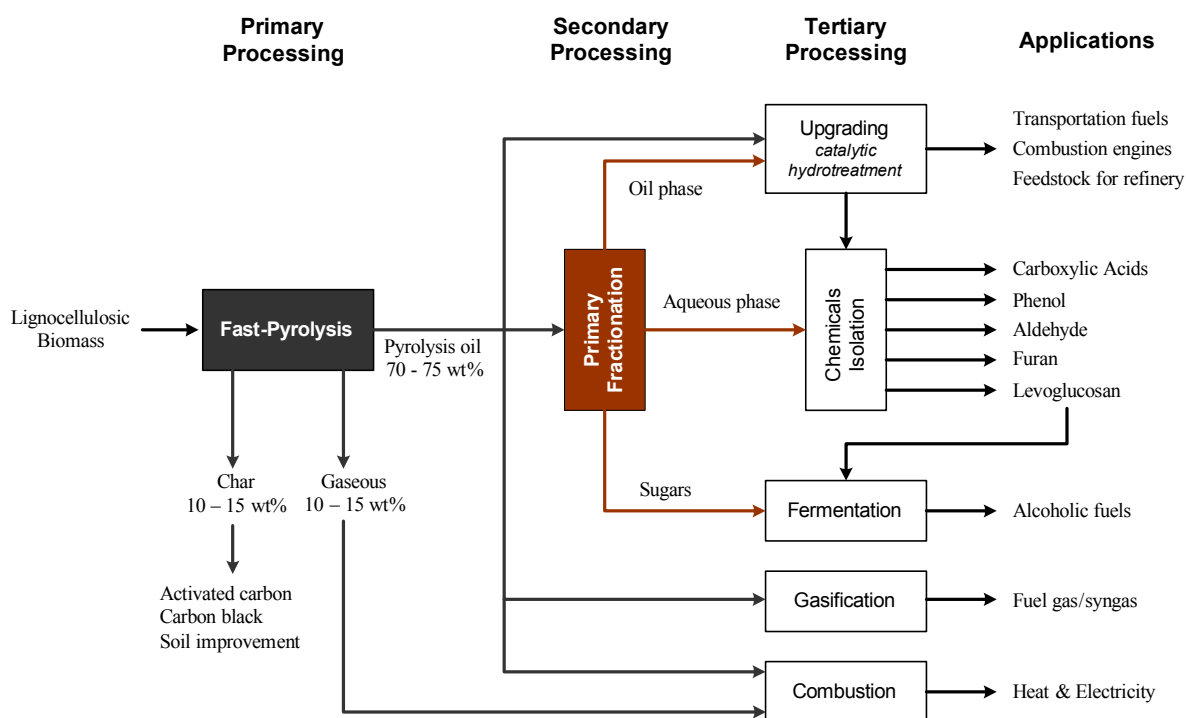 Primary
Processing
Secondary
Processing
Tertiary
Processing
Applications
Upgrading
catalytic
hydrotreatment
Transportation fuels
Combustion engines
Feedstock for refinery
Oil phase
Lignocellulosic
Biomass
Fast-Pyrolysis
Pyrolysis oil
70 - 75 wt%
Primary
Fractionation
Aqueous phase
Chemicals
Isolation
Carboxylic Acids
Phenol
Aldehyde
Furan
Levoglucosan
Char
10 – 15 wt%
Gaseous
10 – 15 wt%
Sugars
Fermentation
Alcoholic fuels
Activated carbon
Carbon black
Soil improvement
Gasification
Fuel gas/syngas
Combustion
Heat & Electricity